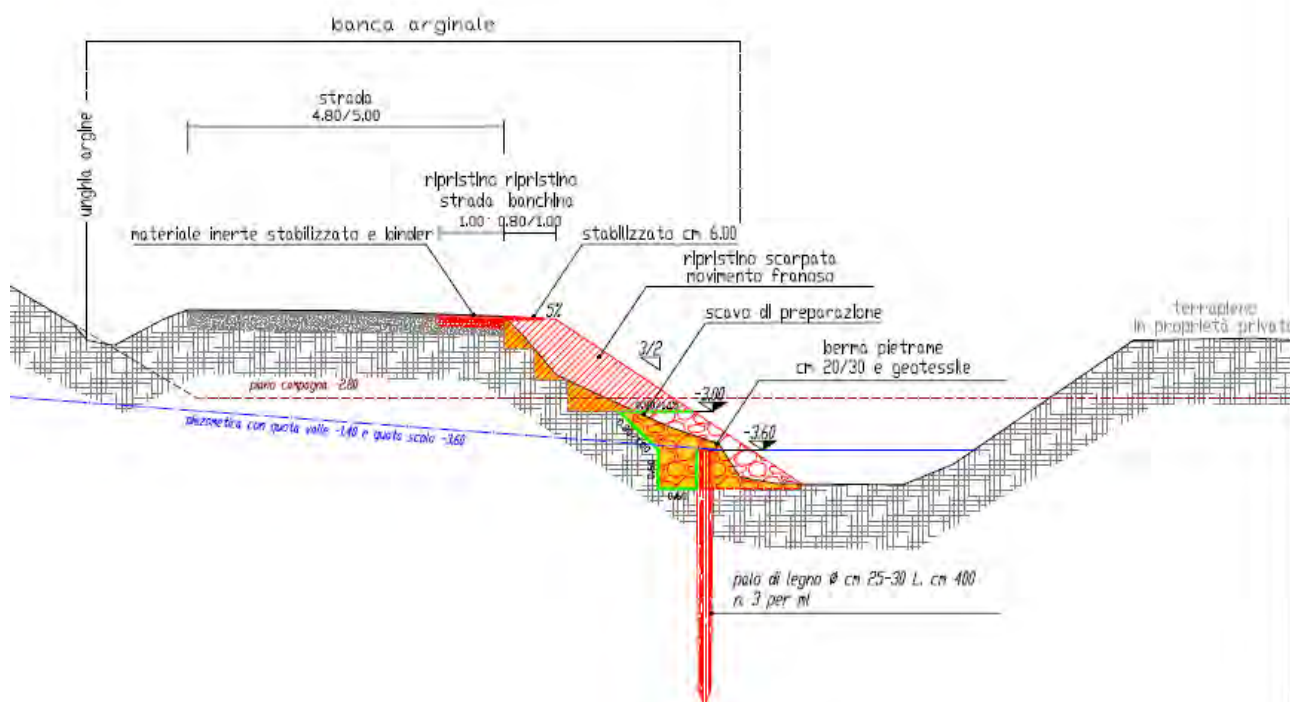 banca arginale
strada
4.80/5.00
unghia argine
ripristino ripristino
strada banchina
1.00 0.80/1.00
materiale inerte stabilizzato e binder
stabilizzato cm 6.00
ripristino scarpata
movimento franoso
5%
scavo di preparazione
3/2
terrapieno
in proprietà privata
berma pietrame
cm 20/30 e geotessile
piano campagna -2.80
-3.00
piezometica con quota valle -1.40 e quota scolo -3.60
-3.60
0.60
palo di legno Ø cm 25-30 L. cm 400
n. 3 per ml